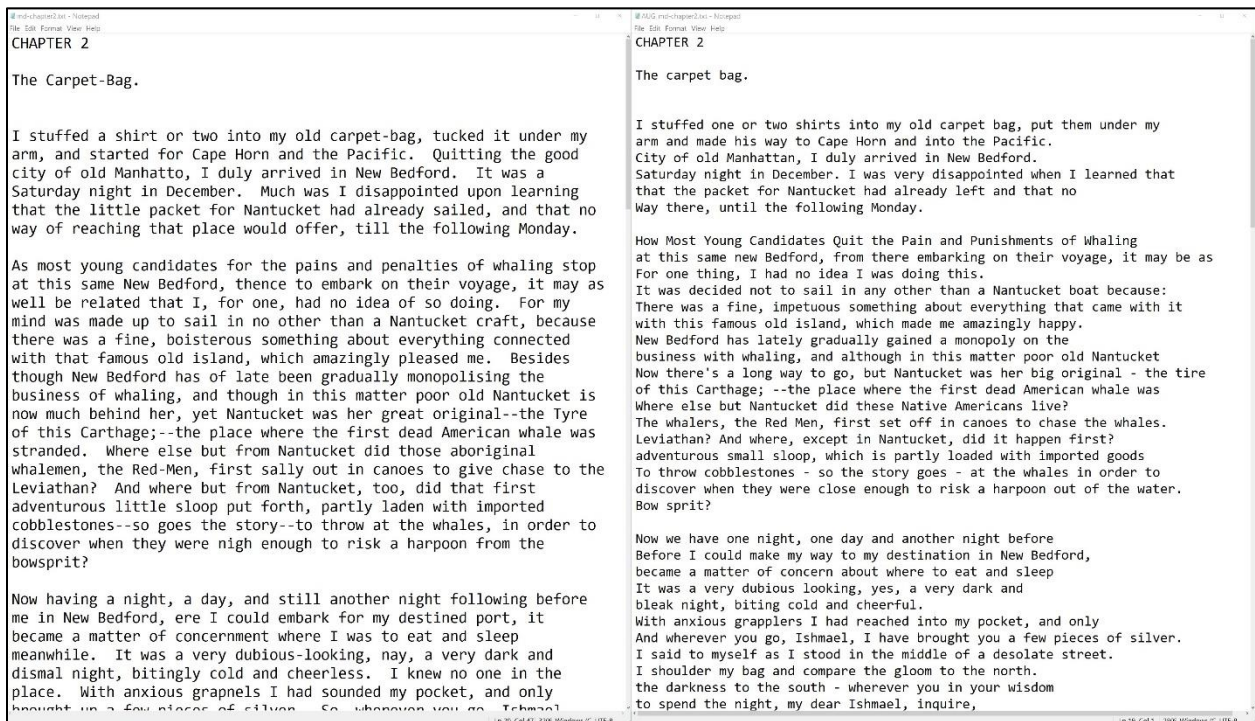 md-chapter2.txt - Notepad
File Edit Format View Help
CHAPTER 2
The Carpet-Bag.
I stuffed a shirt or two into my old carpet-bag, tucked it under my
arm, and started for Cape Horn and the Pacific.  Quitting the good
city of old Manhatto, I duly arrived in New Bedford.  It was a
Saturday night in December.  Much was I disappointed upon learning
that the little packet for Nantucket had already sailed, and that no
way of reaching that place would offer, till the following Monday.
As most young candidates for the pains and penalties of whaling stop
at this same New Bedford, thence to embark on their voyage, it may as
well be related that I, for one, had no idea of so doing.  For my
mind was made up to sail in no other than a Nantucket craft, because
there was a fine, boisterous something about everything connected
with that famous old island, which amazingly pleased me.  Besides
though New Bedford has of late been gradually monopolising the
business of whaling, and though in this matter poor old Nantucket is
now much behind her, yet Nantucket was her great original--the Tyre
of this Carthage;--the place where the first dead American whale was
stranded.  Where else but from Nantucket did those aboriginal
whalemen, the Red-Men, first sally out in canoes to give chase to the
Leviathan?  And where but from Nantucket, too, did that first
adventurous little sloop put forth, partly laden with imported
cobblestones--so goes the story--to throw at the whales, in order to
discover when they were nigh enough to risk a harpoon from the
bowsprit?
Now having a night, a day, and still another night following before
me in New Bedford, ere I could embark for my destined port, it
became a matter of concernment where I was to eat and sleep
meanwhile.  It was a very dubious-looking, nay, a very dark and
dismal night, bitingly cold and cheerless.  I knew no one in the
place.  With anxious grapnels I had sounded my pocket, and only
brought up a few pieces of silver,  So, whenever you go, Ishmael
AUG md-chapter2.txt - Notepad
File Edit Format View Help
CHAPTER 2
The carpet bag.
I stuffed one or two shirts into my old carpet bag, put them under my
arm and made his way to Cape Horn and into the Pacific.
City of old Manhattan, I duly arrived in New Bedford.
Saturday night in December. I was very disappointed when I learned that
that the packet for Nantucket had already left and that no
Way there, until the following Monday.
How Most Young Candidates Quit the Pain and Punishments of Whaling
at this same new Bedford, from there embarking on their voyage, it may be as
For one thing, I had no idea I was doing this.
It was decided not to sail in any other than a Nantucket boat because:
There was a fine, impetuous something about everything that came with it
with this famous old island, which made me amazingly happy.
New Bedford has lately gradually gained a monopoly on the
business with whaling, and although in this matter poor old Nantucket
Now there's a long way to go, but Nantucket was her big original - the tire
of this Carthage; --the place where the first dead American whale was
Where else but Nantucket did these Native Americans live?
The whalers, the Red Men, first set off in canoes to chase the whales.
Leviathan? And where, except in Nantucket, did it happen first?
adventurous small sloop, which is partly loaded with imported goods
To throw cobblestones - so the story goes - at the whales in order to
discover when they were close enough to risk a harpoon out of the water.
Bow sprit?
Now we have one night, one day and another night before
Before I could make my way to my destination in New Bedford,
became a matter of concern about where to eat and sleep
It was a very dubious looking, yes, a very dark and
bleak night, biting cold and cheerful.
With anxious grapplers I had reached into my pocket, and only
And wherever you go, Ishmael, I have brought you a few pieces of silver.
I said to myself as I stood in the middle of a desolate street.
I shoulder my bag and compare the gloom to the north.
the darkness to the south - wherever you in your wisdom
to spend the night, my dear Ishmael, inquire,